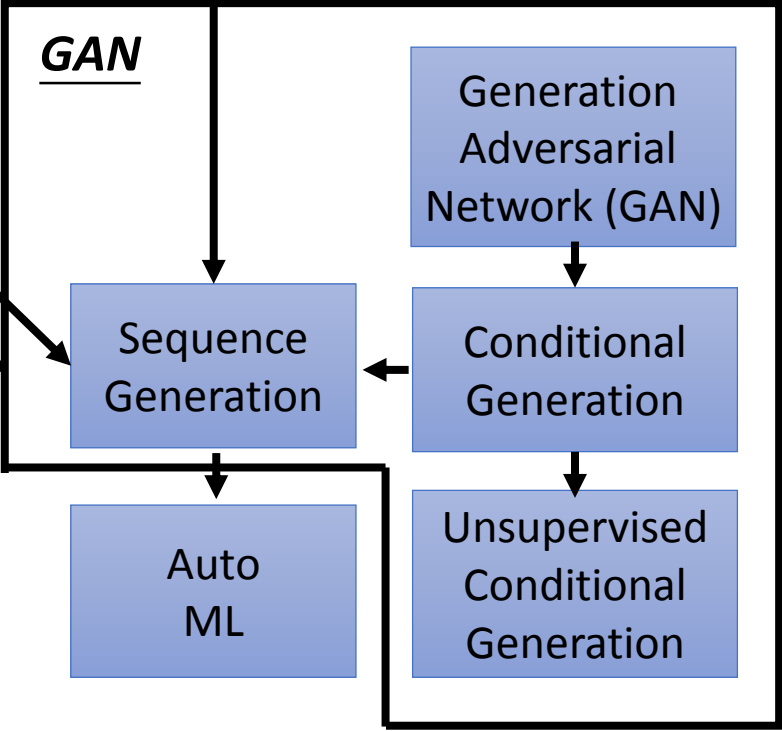 GAN
Generation
Adversarial
Network (GAN)
Sequence
Generation
Conditional
Generation
Auto
ML
Unsupervised
Conditional
Generation